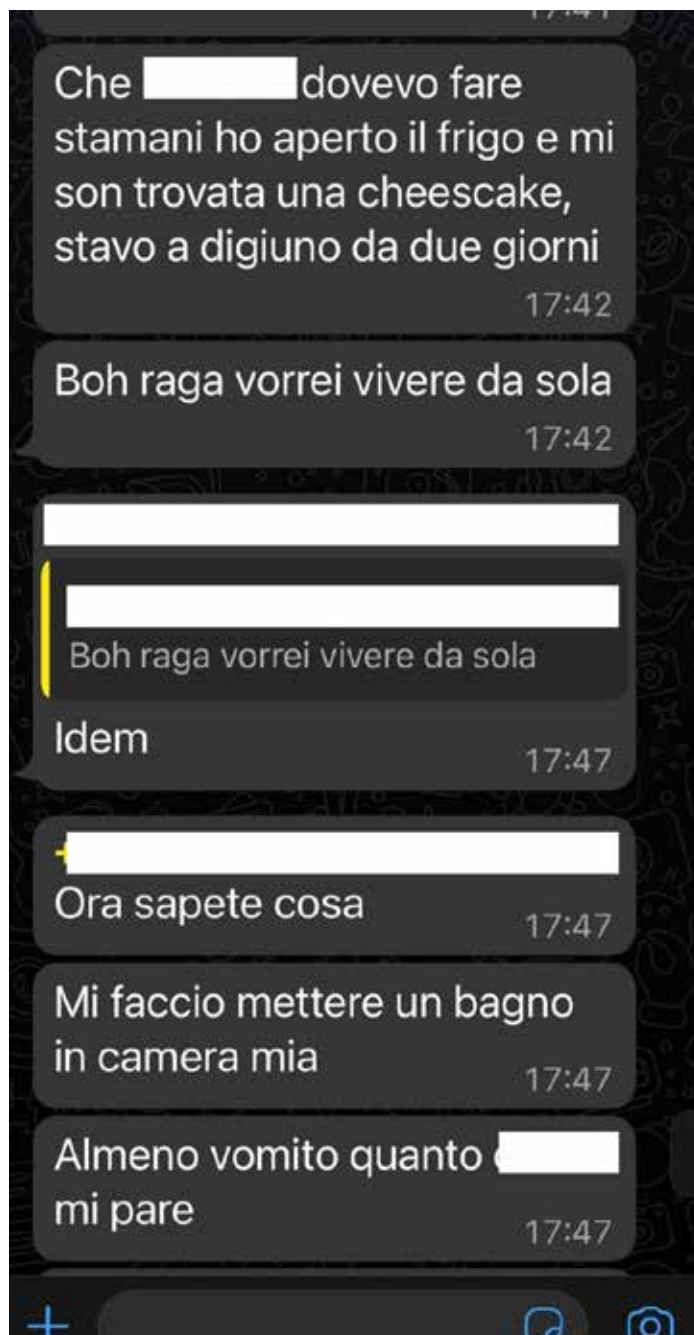 Che dovevo fare
stamani ho aperto il frigo e mi
son trovata una cheescake,
stavo a digiuno da due giorni
17:42
Boh raga vorrei vivere da sola
17:42
Boh raga vorrei vivere da sola
Idem
17:47
Ora sapete cosa
17:47
Mi faccio mettere un bagno
in camera mia
17:47
Almeno vomito quanto
mi pare
17:47